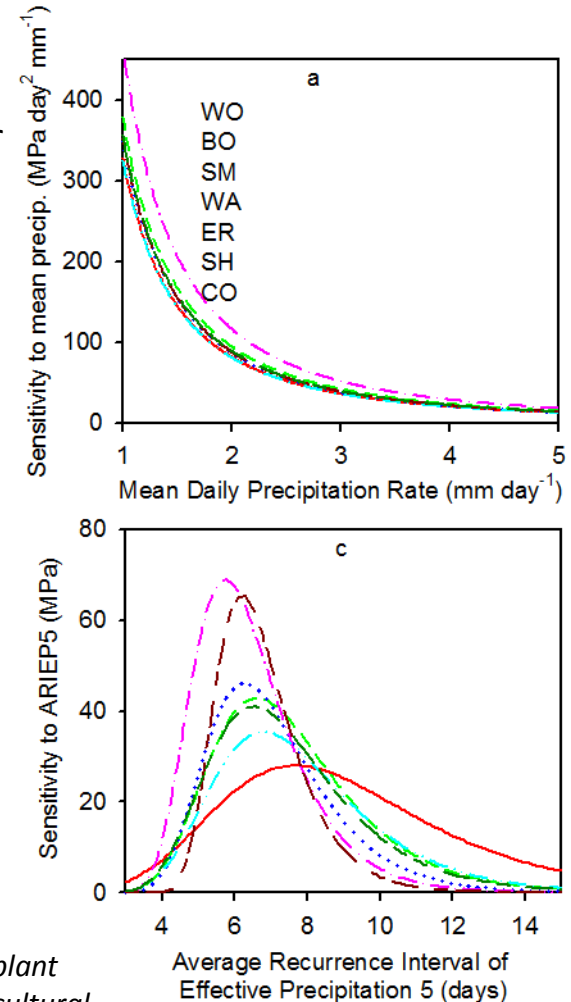 a
Sensitivity to mean precip. (MPa day² mm⁻¹)
400
300
200
100
0
WO
BO
SM
WA
ER
SH
CO
1 2 3 4 5
Mean Daily Precipitation Rate (mm day⁻¹)
c
Sensitivity to ARIEP5 (MPa)
80
60
40
20
0
4 6 8 10 12 14
Average Recurrence Interval of
Effective Precipitation 5 (days)
plant